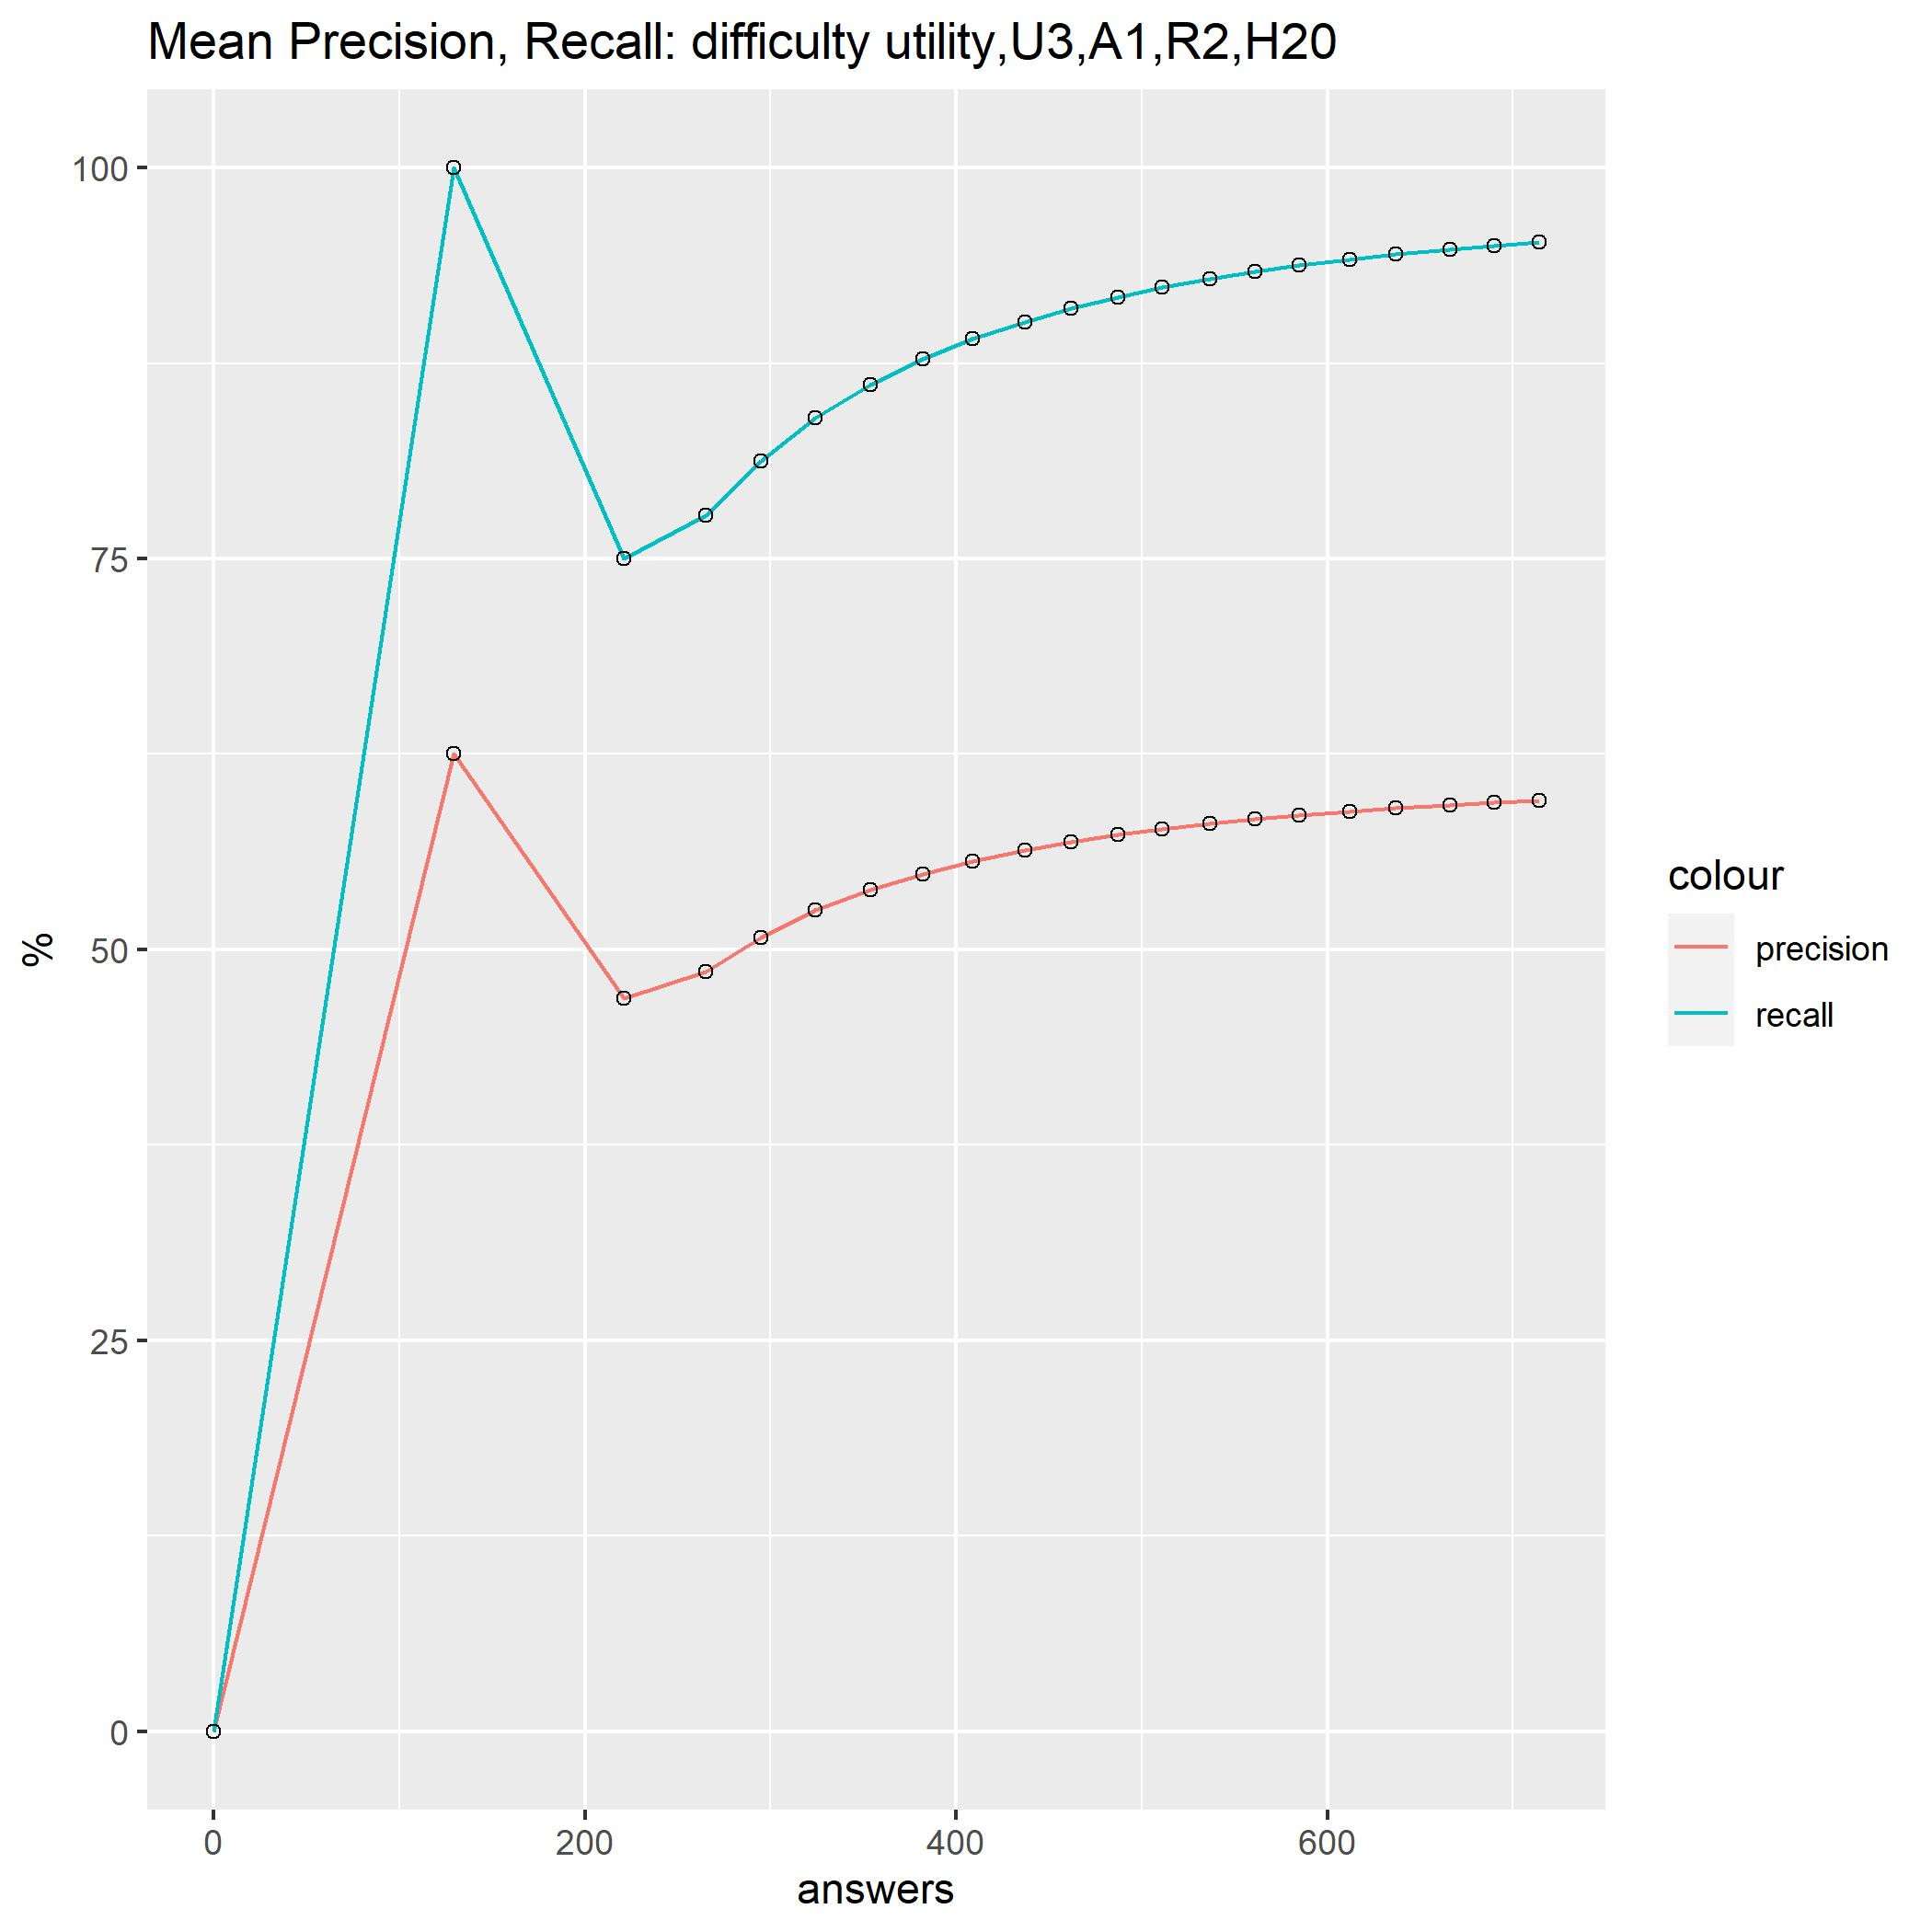 Mean Precision, Recall: difficulty utility,U3,A1,R2,H20
100
75
50
25
0
%
0 200 400 600
answers
colour
precision
recall